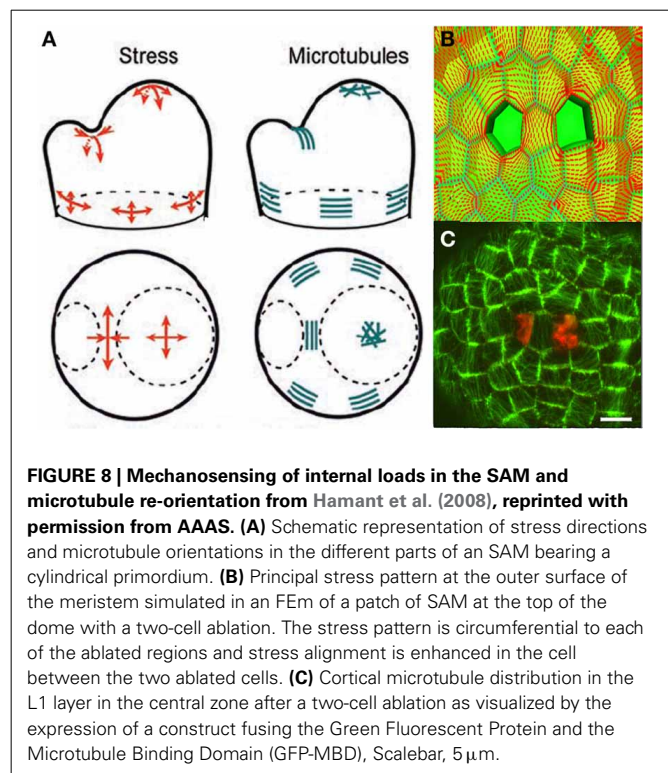 A
Stress
Microtubules
B
C
FIGURE 8 | Mechanosensing of internal loads in the SAM and
microtubule re-orientation from Hamant et al. (2008), reprinted with
permission from AAAS. (A) Schematic representation of stress directions
and microtubule orientations in the different parts of an SAM bearing a
cylindrical primordium. (B) Principal stress pattern at the outer surface of
the meristem simulated in an FEm of a patch of SAM at the top of the
dome with a two-cell ablation. The stress pattern is circumferential to each
of the ablated regions and stress alignment is enhanced in the cell
between the two ablated cells. (C) Cortical microtubule distribution in the
L1 layer in the central zone after a two-cell ablation as visualized by the
expression of a construct fusing the Green Fluorescent Protein and the
Microtubule Binding Domain (GFP-MBD), Scalebar, 5 μm.